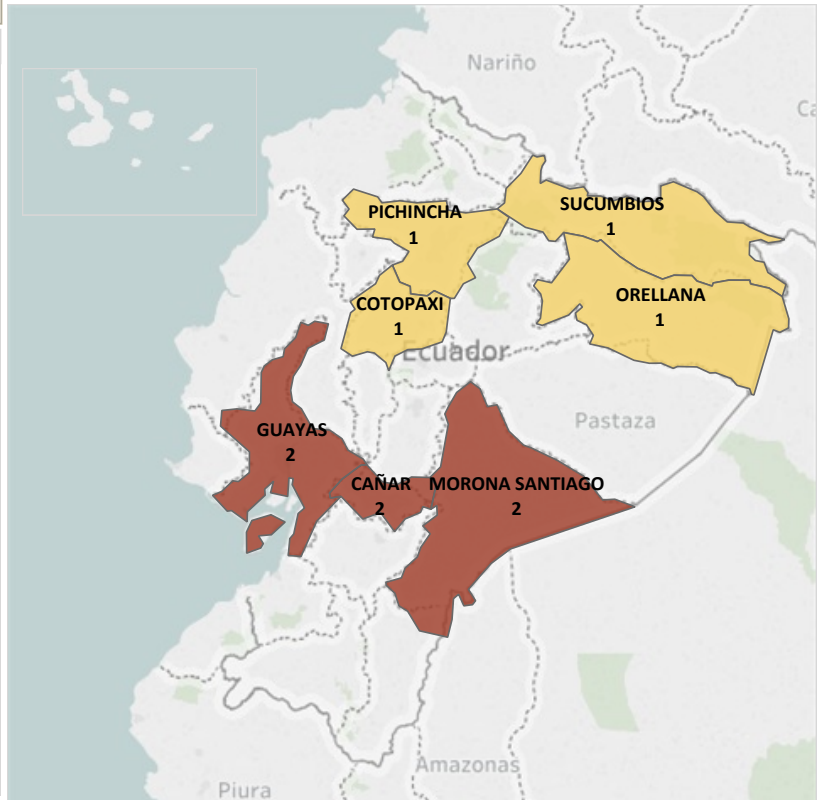 Nariño
Ca
PICHINCHA
1
SUCUMBIOS
1
COTOPAXI
1
ORELLANA
1
Ecuador
Pastaza
GUAYAS
2
CAÑAR
2
MORONA SANTIAGO
2
Amazonas
Piura